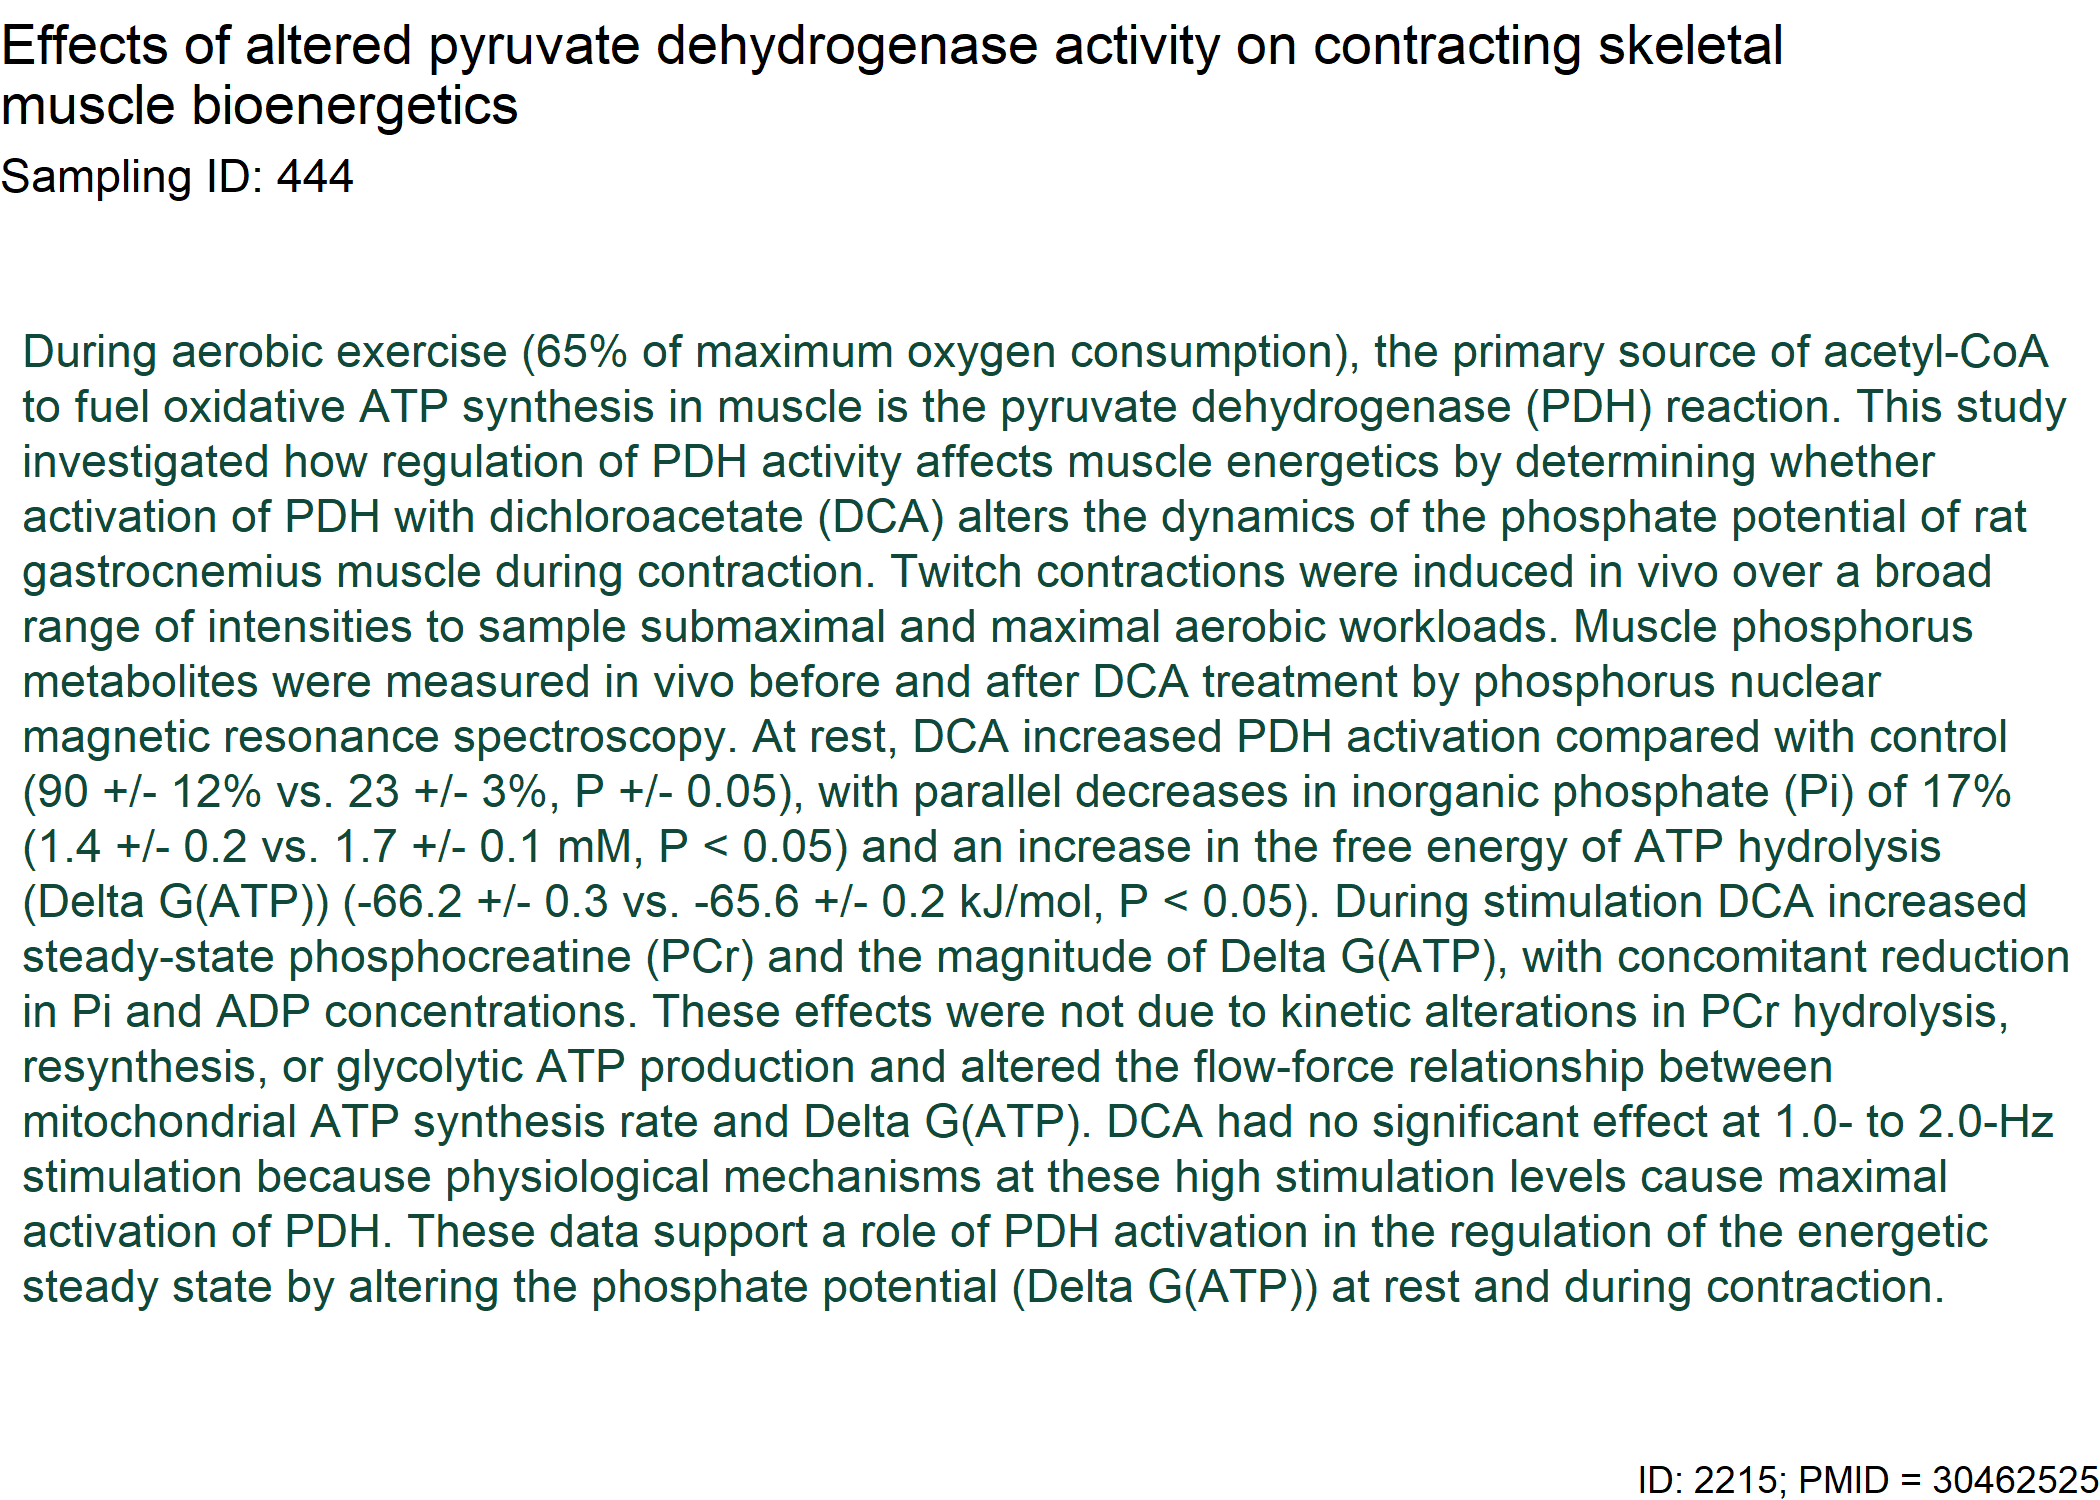 Effects of altered pyruvate dehydrogenase activity on contracting skeletal
muscle bioenergetics
Sampling ID: 444
During aerobic exercise (65% of maximum oxygen consumption), the primary source of acetyl-CoA
to fuel oxidative ATP synthesis in muscle is the pyruvate dehydrogenase (PDH) reaction. This study
investigated how regulation of PDH activity affects muscle energetics by determining whether
activation of PDH with dichloroacetate (DCA) alters the dynamics of the phosphate potential of rat
gastrocnemius muscle during contraction. Twitch contractions were induced in vivo over a broad
range of intensities to sample submaximal and maximal aerobic workloads. Muscle phosphorus
metabolites were measured in vivo before and after DCA treatment by phosphorus nuclear
magnetic resonance spectroscopy. At rest, DCA increased PDH activation compared with control
(90 +/- 12% vs. 23 +/- 3%, P +/- 0.05), with parallel decreases in inorganic phosphate (Pi) of 17%
(1.4 +/- 0.2 vs. 1.7 +/- 0.1 mM, P < 0.05) and an increase in the free energy of ATP hydrolysis
(Delta G(ATP)) (-66.2 +/- 0.3 vs. -65.6 +/- 0.2 kJ/mol, P < 0.05). During stimulation DCA increased
steady-state phosphocreatine (PCr) and the magnitude of Delta G(ATP), with concomitant reduction
in Pi and ADP concentrations. These effects were not due to kinetic alterations in PCr hydrolysis,
resynthesis, or glycolytic ATP production and altered the flow-force relationship between
mitochondrial ATP synthesis rate and Delta G(ATP). DCA had no significant effect at 1.0- to 2.0-Hz
stimulation because physiological mechanisms at these high stimulation levels cause maximal
activation of PDH. These data support a role of PDH activation in the regulation of the energetic
steady state by altering the phosphate potential (Delta G(ATP)) at rest and during contraction.
ID: 2215; PMID = 30462525